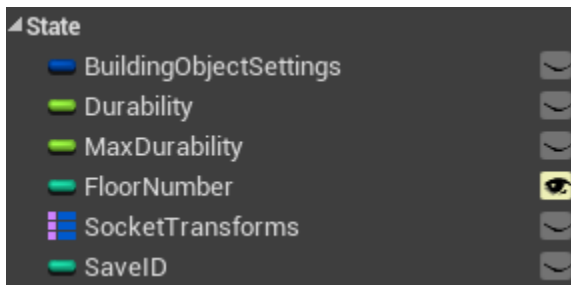 State
BuildingObjectSettings
Durability
MaxDurability
FloorNumber
SocketTransforms
SaveID